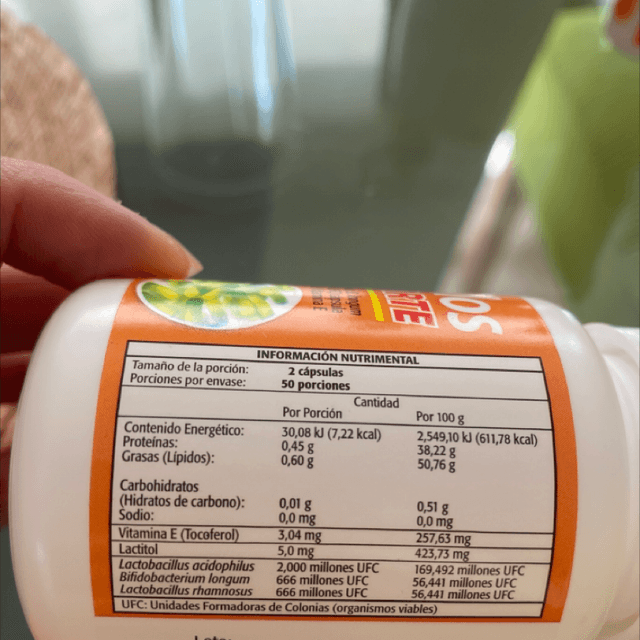 OS
RTE
INFORMACIÓN NUTRIMENTAL
Tamaño de la porción: 2 cápsulas
Porciones por envase: 50 porciones
Cantidad
Por Porción Por 100 g
Contenido Energético: 30,08 kJ (7,22 kcal) 2,549,10 kJ (611,78 kcal)
Proteínas: 0,45 g 38,22 g
Grasas (Lípidos): 0,60 g 50,76 g
Carbohidratos
(Hidratos de carbono): 0,01 g 0,51 g
Sodio: 0,0 mg 0,0 mg
Vitamina E (Tocoferol) 3,04 mg 257,63 mg
Lactitol 5,0 mg 423,73 mg
Lactobacillus acidophilus 2,000 millones UFC 169,492 millones UFC
Bifidobacterium longum 666 millones UFC 56,441 millones UFC
Lactobacillus rhamnosus 666 millones UFC 56,441 millones UFC
UFC: Unidades Formadoras de Colonias (organismos viables)